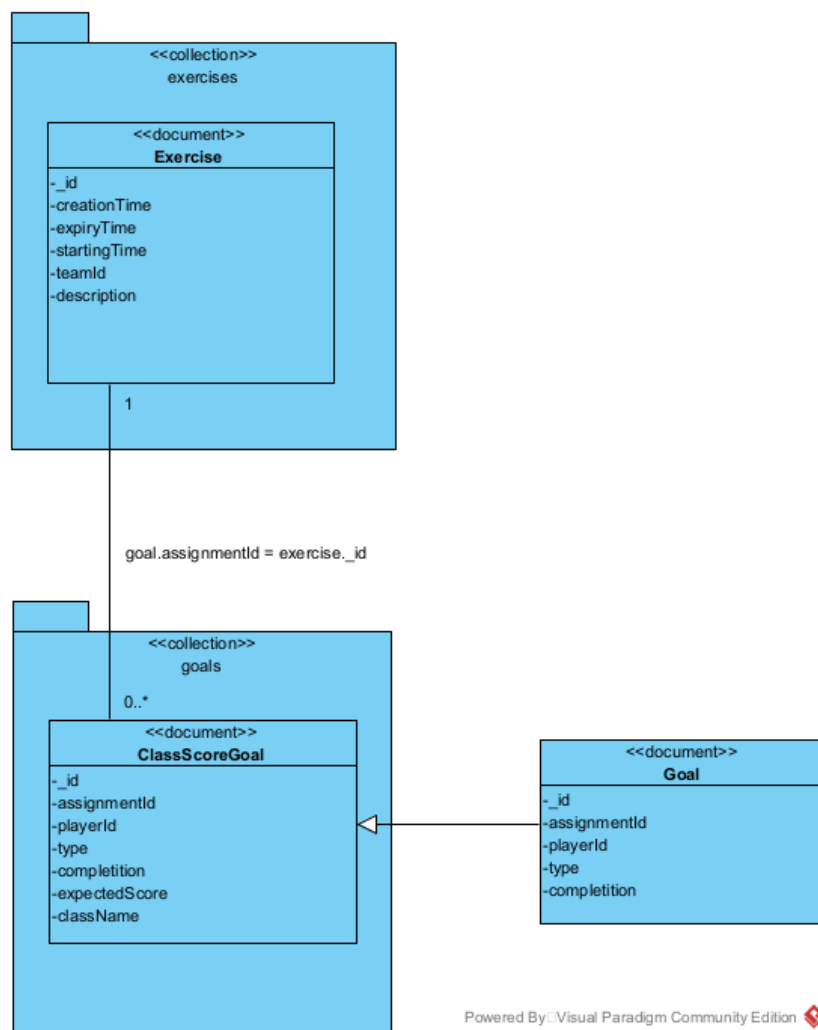 <<collection>>
exercises
<<document>>
Exercise
-_id
-creationTime
-expiryTime
-startingTime
-teamId
-description
1
goal.assignmentId = exercise._id
<<collection>>
goals
0..*
<<document>>
ClassScoreGoal
-_id
-assignmentId
-playerId
-type
-completition
-expectedScore
-className
<<document>>
Goal
-_id
-assignmentId
-playerId
-type
-completition
Powered By Visual Paradigm Community Edition